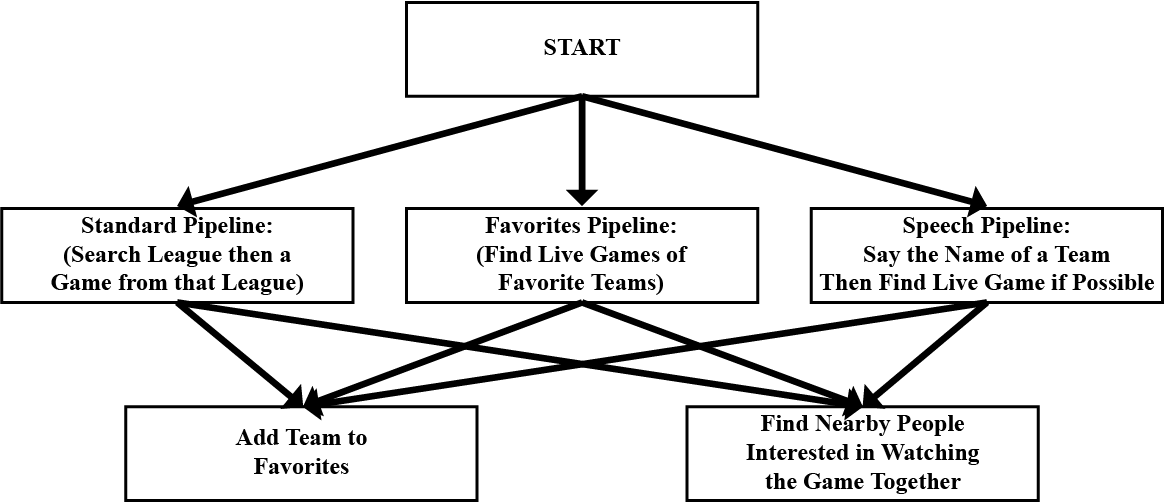 START
Standard Pipeline:
(Search League then a
Game from that League)
Favorites Pipeline:
(Find Live Games of
Favorite Teams)
Speech Pipeline:
Say the Name of a Team
Then Find Live Game if Possible
Add Team to
Favorites
Find Nearby People
Interested in Watching
the Game Together